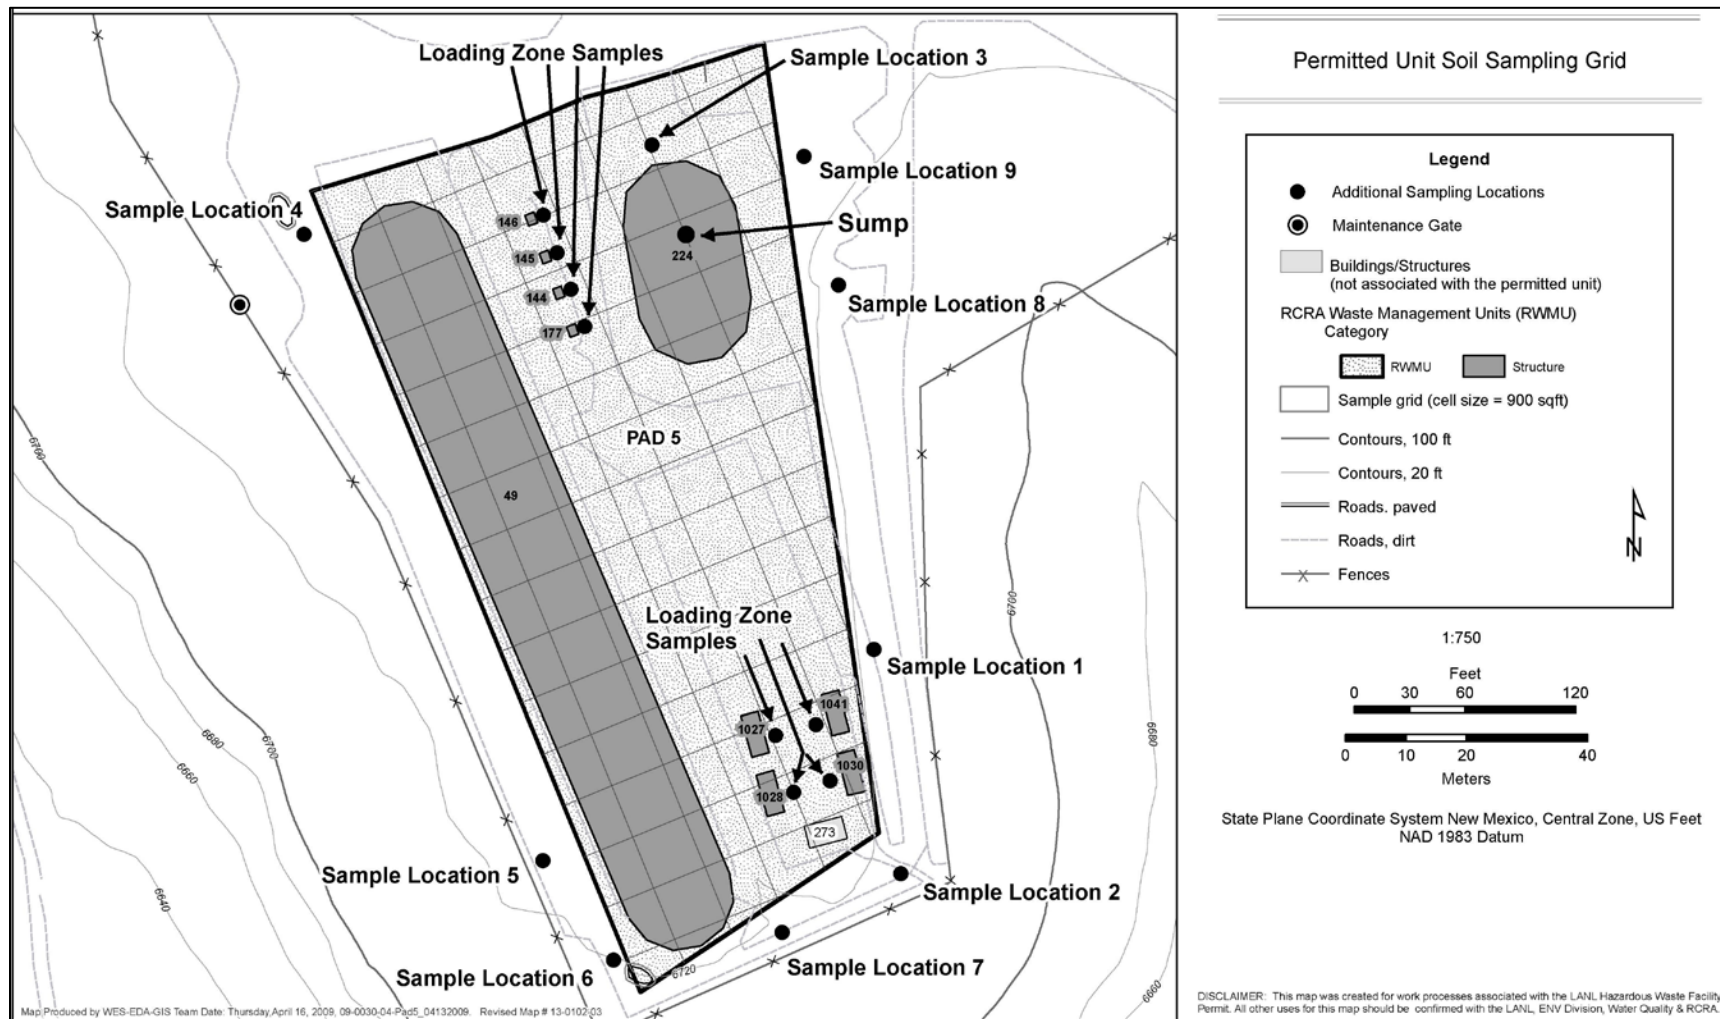 Loading Zone Samples
Sample Location 3
Sample Location 9
Sample Location 4
146
145
144
177
Sump
224
Sample Location 8
PAD 5
49
6700
6700
6680
6660
6640
6700
6680
6660
6720
Loading Zone
Samples
Sample Location 1
1027
1041
1028
1030
273
Sample Location 5
Sample Location 2
Sample Location 6
Sample Location 7
Map Produced by WES-EDA-GIS Team Date: Thursday, April 16, 2009, 09-0030-04-Pad5_04132009. Revised Map # 13-0102-03
Permitted Unit Soil Sampling Grid
Legend
Additional Sampling Locations
Maintenance Gate
Buildings/Structures
(not associated with the permitted unit)
RCRA Waste Management Units (RWMU)
Category
RWMU
Structure
Sample grid (cell size = 900 sqft)
Contours, 100 ft
Contours, 20 ft
Roads. paved
Roads, dirt
Fences
N
1:750
Feet
0 30 60 120
0 10 20 40
Meters
State Plane Coordinate System New Mexico, Central Zone, US Feet
NAD 1983 Datum
DISCLAIMER: This map was created for work processes associated with the LANL Hazardous Waste Facility
Permit. All other uses for this map should be confirmed with the LANL, ENV Division, Water Quality & RCRA.